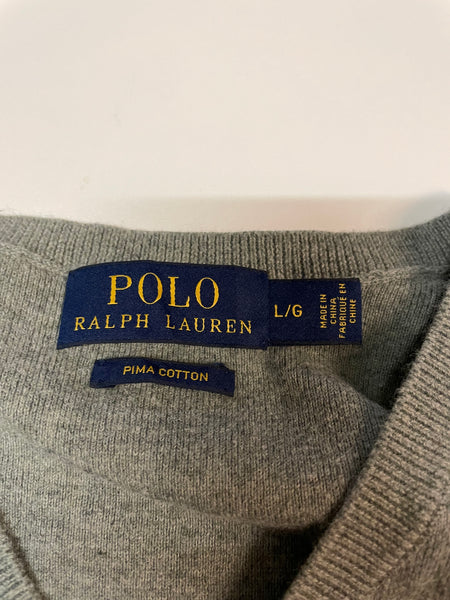 POLO
RALPH LAUREN
L/G
MADE IN
CHINA
FABRIQUÉ EN
CHINE
PIMA COTTON